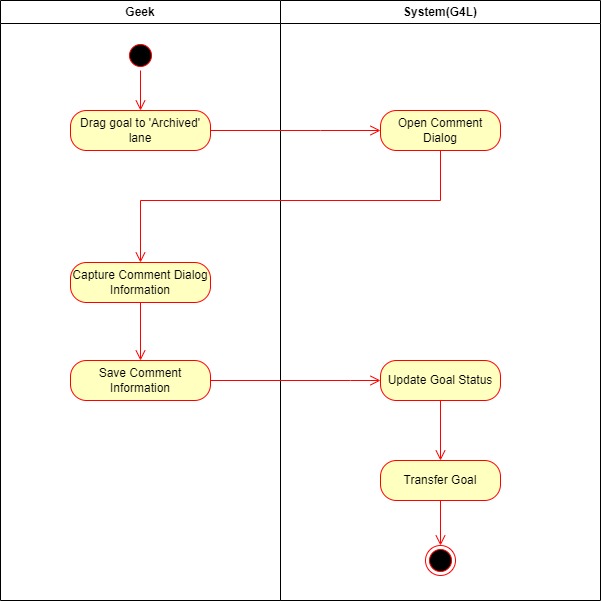 Geek
System(G4L)
Drag goal to 'Archived'
lane
Open Comment
Dialog
Capture Comment Dialog
Information
Save Comment
Information
Update Goal Status
Transfer Goal